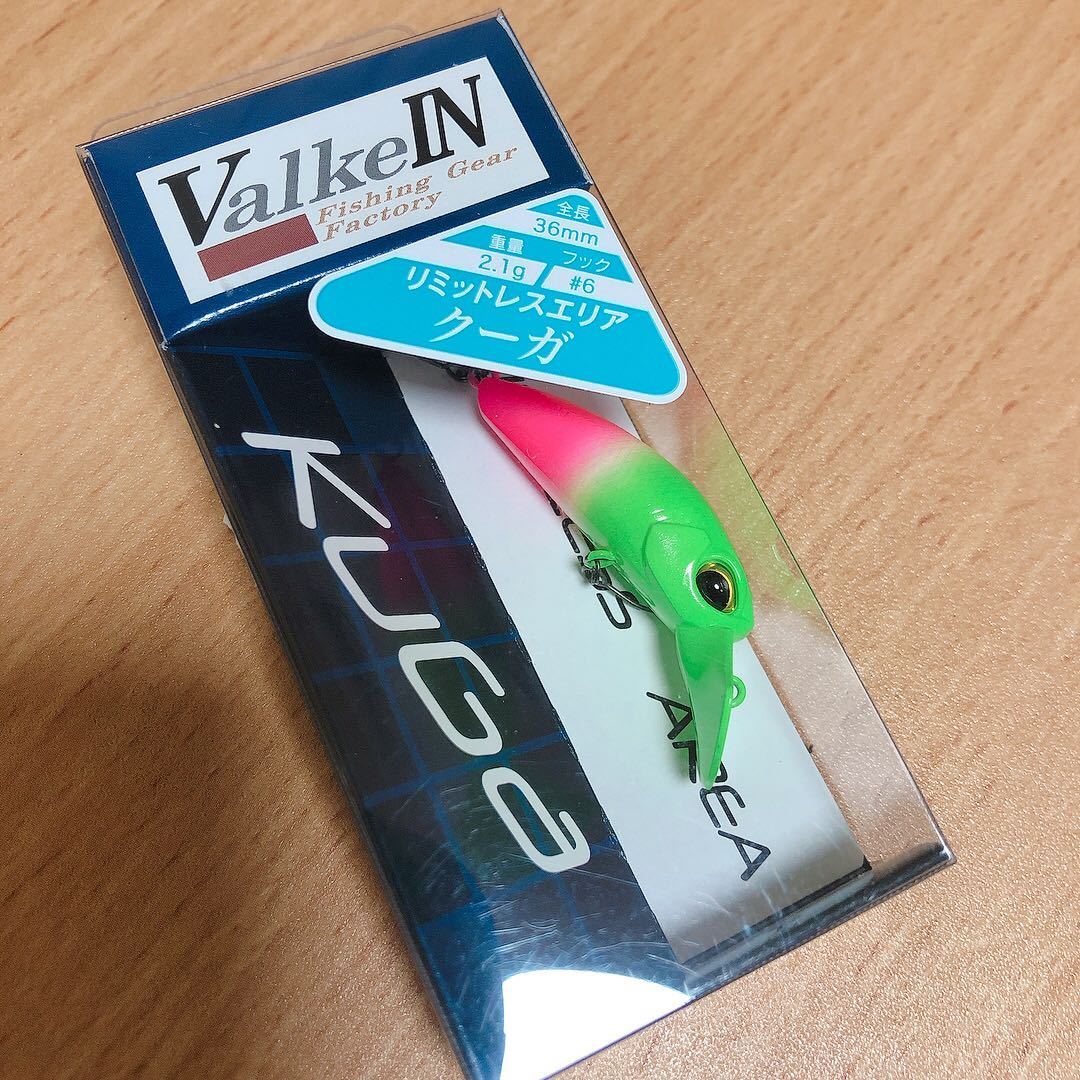 ValkeIN
Fishing Gear
Factory
全長
36mm
重量 フック
2.1g #6
リミットレスエリア
クーガ
KUGa
AREA